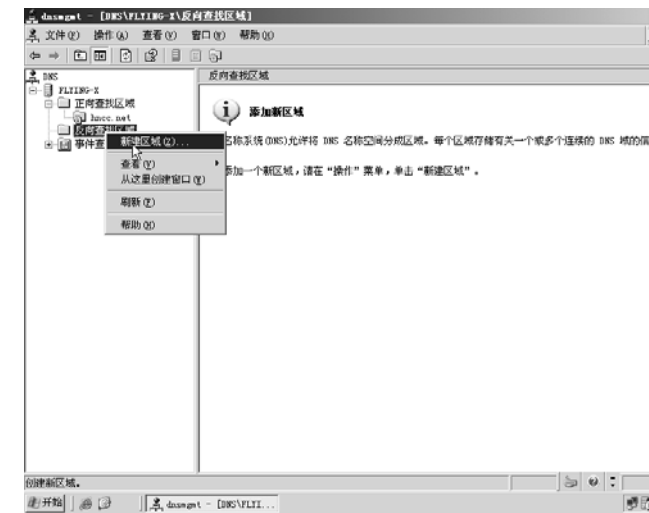 dnsmgmt - [DNS\FLYING-X\反向查找区域]
文件(F) 操作(A) 查看(V) 窗口(W) 帮助(H)
DNS
FLYING-X
正向查找区域
hncc.net
反向查找区域
事件查
新建区域(Z)...
查看(V)
从这里创建窗口(W)
刷新(F)
帮助(H)
反向查找区域
添加新区域
名称系统(DNS)允许将 DNS 名称空间分成区域。每个区域存储有关一个或多个连续的 DNS 域的信
添加一个新区域,请在“操作”菜单,单击“新建区域”。
创建新区域。
开始
dnsmgmt - [DNS\FLYI...